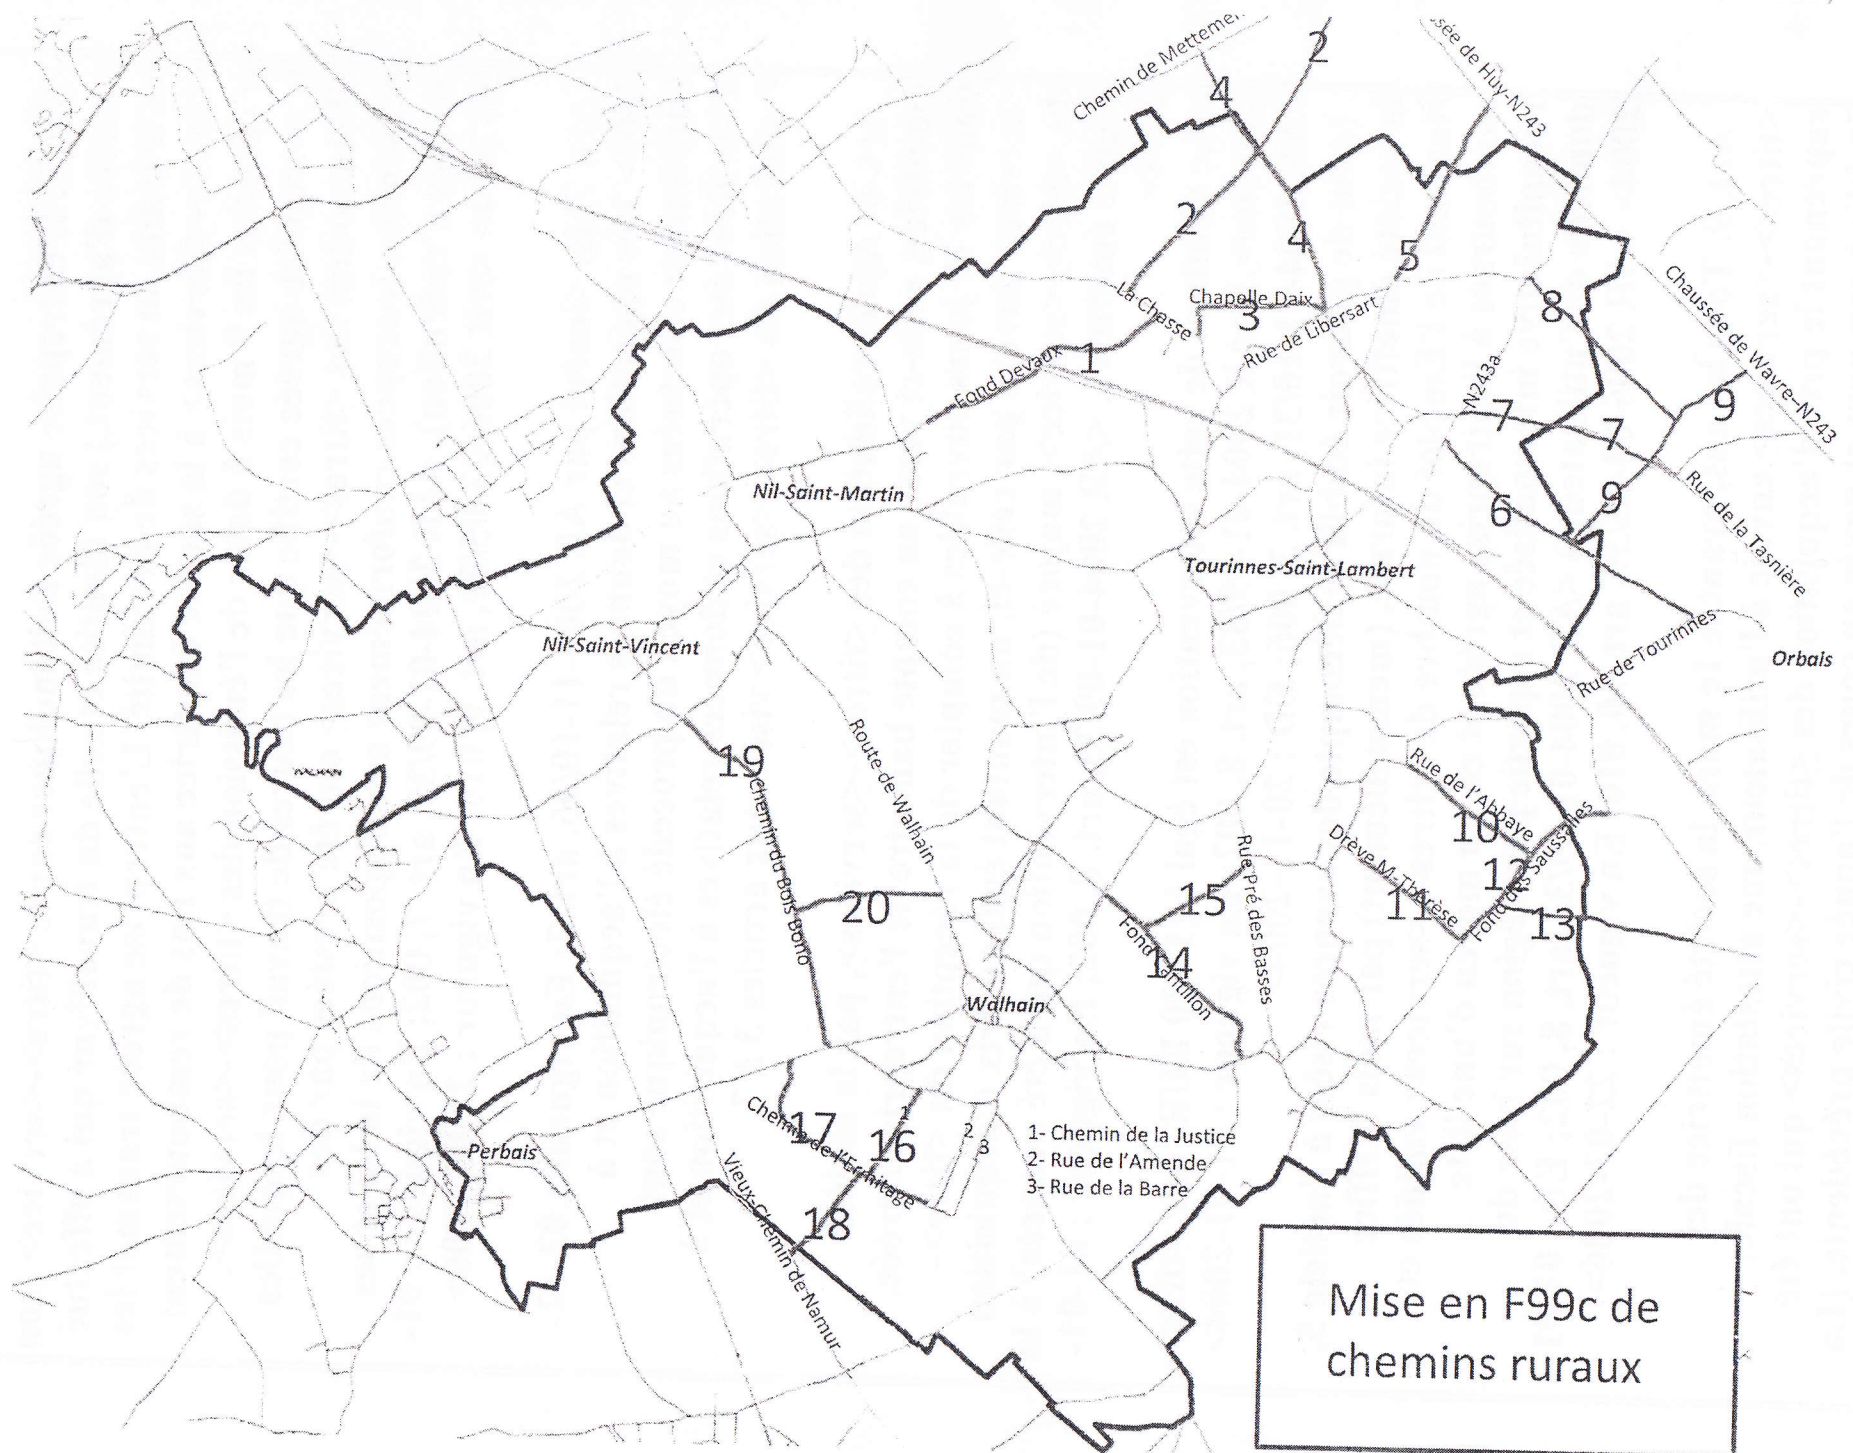 Chemin de Mettemer
2
ssée de Huy-N243
4
2
4
5
La Chasse
Chapelle Daix
3
Rue de Libersart
8
Chaussée de Wavre-N243
Fond Devaux
1
N243a
7
7
9
Nil-Saint-Martin
6
9
Rue de la Tasnière
Tourinnes-Saint-Lambert
Nil-Saint-Vincent
Rue de Tourinnes
Orbais
WALHAIN
19
Route de Walhain
Rue de l'Abbaye
10
Chemin du Bois Bono
Drève M-Thérèse
12
Fond des Saussalles
20
15
Rue Pré des Basses
11
13
Fond
14
Walhain
Chemin de l'Ermitage
17
1
16
2
3
1- Chemin de la Justice
2- Rue de l'Amende
3- Rue de la Barre
Perbais
Vieux Chemin de Namur
18
Mise en F99c de
chemins ruraux